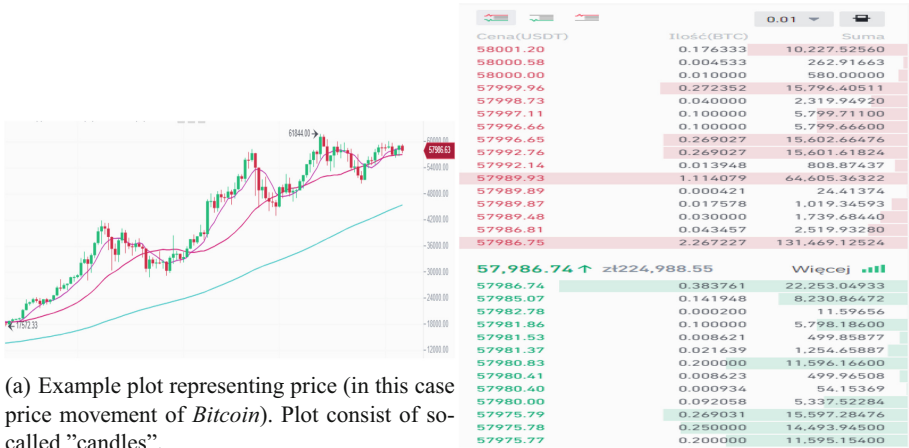 61844.00
60000.00
57986.63
54000.00
48000.00
42000.00
36000.00
30000.00
24000.00
17572.33
18000.00
12000.00
(a) Example plot representing price (in this case
price movement of Bitcoin). Plot consist of so-
called ”candles”.
0.01
Cena(USDT) Ilość(BTC) Suma
58001.20 0.176333 10,227.52560
58000.58 0.004533 262.91663
58000.00 0.010000 580.00000
57999.96 0.272352 15,796.40511
57998.73 0.040000 2,319.94920
57997.11 0.100000 5,799.71100
57996.66 0.100000 5,799.66600
57996.65 0.269027 15,602.66476
57992.76 0.269027 15,601.61824
57992.14 0.013948 808.87437
57989.93 1.114079 64,605.36322
57989.89 0.000421 24.41374
57989.87 0.017578 1,019.34593
57989.48 0.030000 1,739.68440
57986.81 0.043457 2,519.93280
57986.75 2.267227 131,469.12524
57,986.74↑ zł224,988.55 Więcej
57986.74 0.383761 22,253.04933
57985.07 0.141948 8,230.86472
57982.78 0.000200 11.59656
57981.86 0.100000 5,798.18600
57981.53 0.008621 499.85877
57981.37 0.021639 1,254.65887
57980.83 0.200000 11,596.16600
57980.41 0.008623 499.96508
57980.40 0.000934 54.15369
57980.00 0.092058 5,337.52284
57975.79 0.269031 15,597.28476
57975.78 0.250000 14,493.94500
57975.77 0.200000 11,595.15400